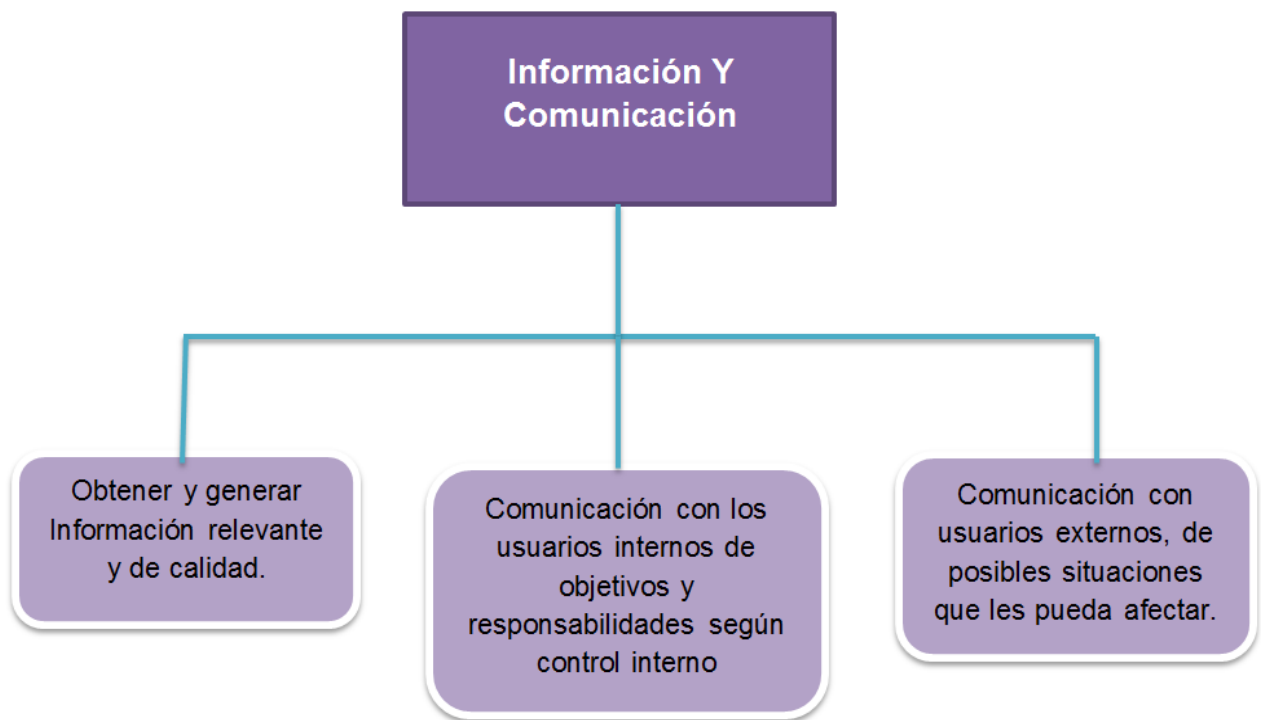 Información Y
Comunicación
Obtener y generar
Información relevante
y de calidad.
Comunicación con los
usuarios internos de
objetivos y
responsabilidades según
control interno
Comunicación con
usuarios externos, de
posibles situaciones
que les pueda afectar.